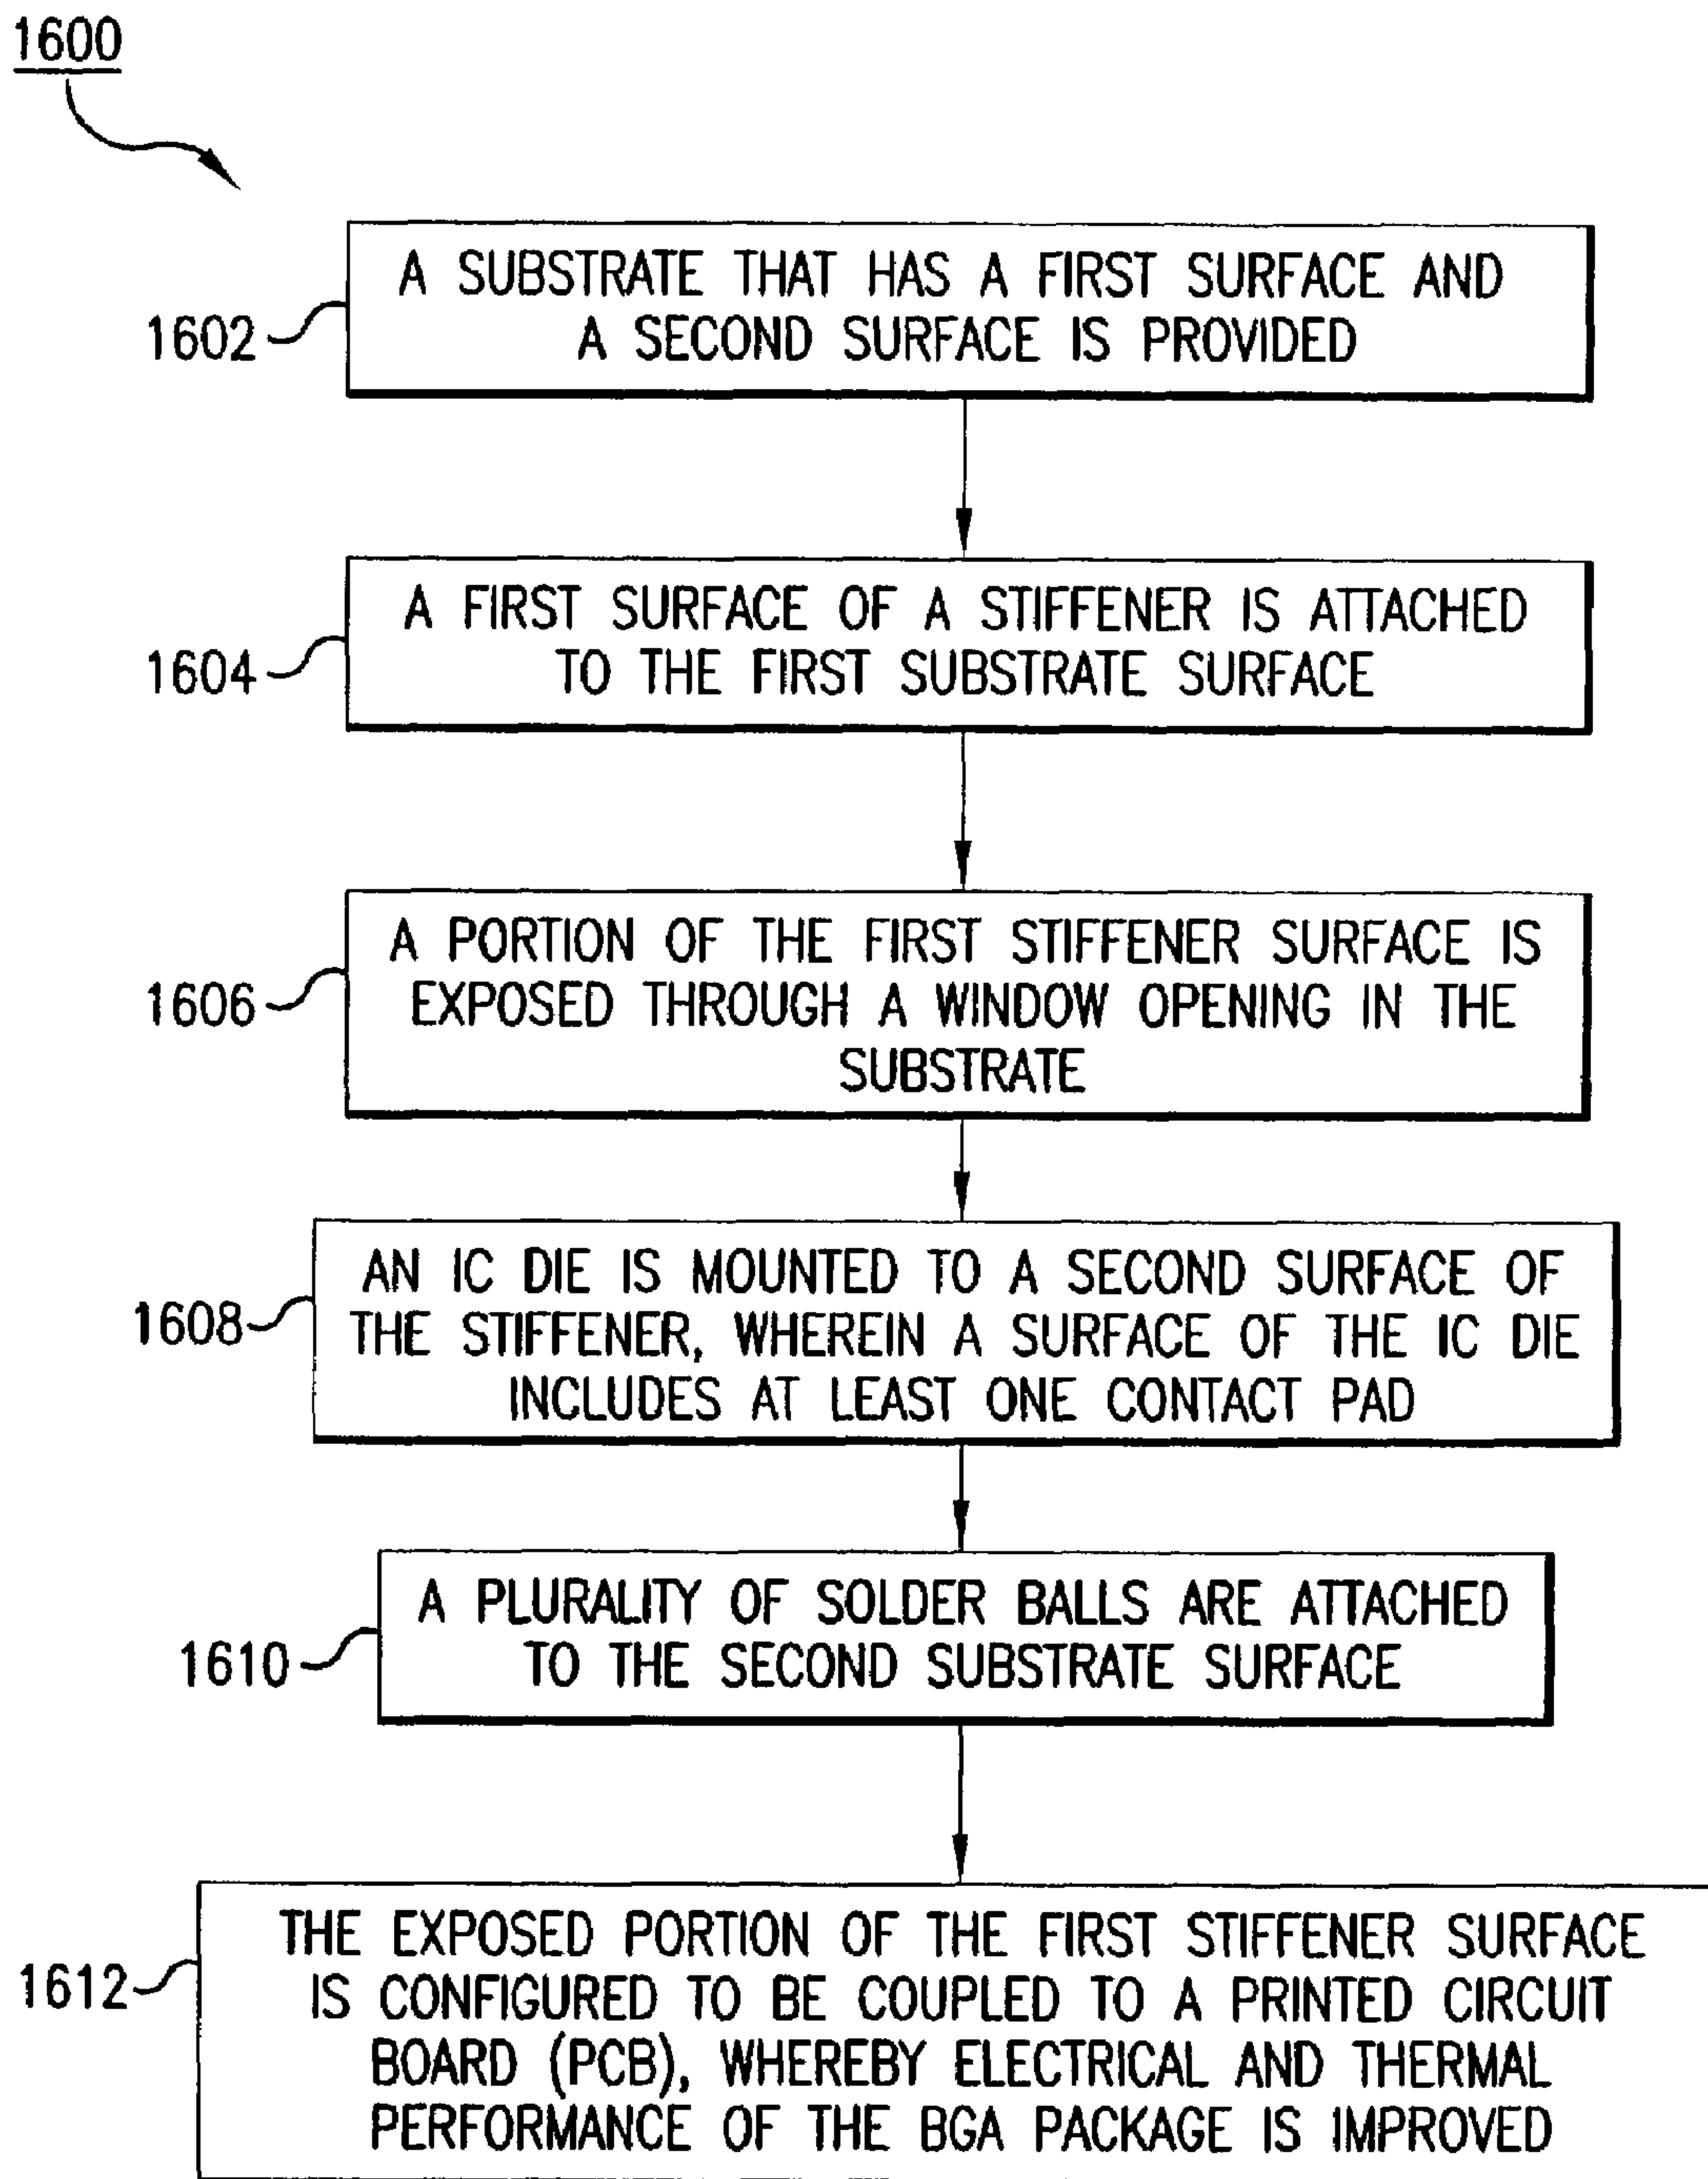 1600
A SUBSTRATE THAT HAS A FIRST SURFACE AND
A SECOND SURFACE IS PROVIDED
1602
A FIRST SURFACE OF A STIFFENER IS ATTACHED
TO THE FIRST SUBSTRATE SURFACE
1604
A PORTION OF THE FIRST STIFFENER SURFACE IS
EXPOSED THROUGH A WINDOW OPENING IN THE
SUBSTRATE
1606
AN IC DIE IS MOUNTED TO A SECOND SURFACE OF
THE STIFFENER, WHEREIN A SURFACE OF THE IC DIE
INCLUDES AT LEAST ONE CONTACT PAD
1608
A PLURALITY OF SOLDER BALLS ARE ATTACHED
TO THE SECOND SUBSTRATE SURFACE
1610
THE EXPOSED PORTION OF THE FIRST STIFFENER SURFACE
IS CONFIGURED TO BE COUPLED TO A PRINTED CIRCUIT
BOARD (PCB), WHEREBY ELECTRICAL AND THERMAL
PERFORMANCE OF THE BGA PACKAGE IS IMPROVED
1612